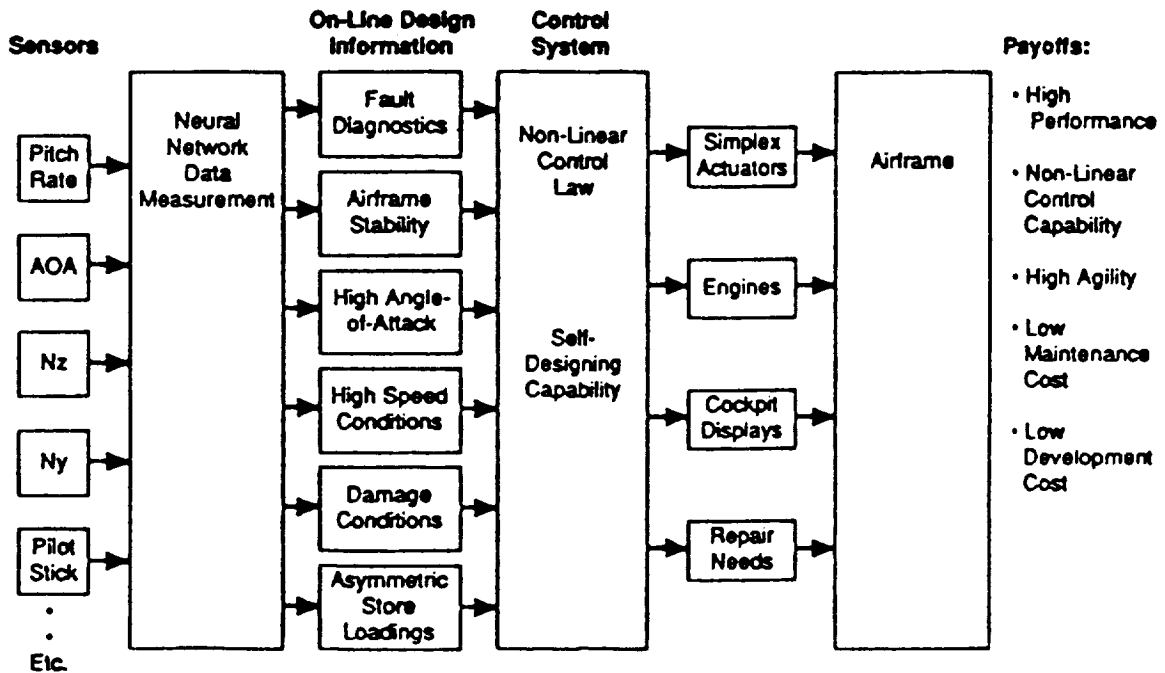 Sensors
Pitch
Rate
AOA
Nz
Ny
Pilot
Stick
Etc.
Neural
Network
Data
Measurement
On-Line Design
Information
Fault
Diagnostics
Airframe
Stability
High Angle-
of-Attack
High Speed
Conditions
Damage
Conditions
Asymmetric
Store
Loadings
Control
System
Non-Linear
Control
Law
Self-
Designing
Capability
Simplex
Actuators
Engines
Cockpit
Displays
Repair
Needs
Airframe
Payoffs:
• High
Performance
• Non-Linear
Control
Capability
• High Agility
• Low
Maintenance
Cost
• Low
Development
Cost